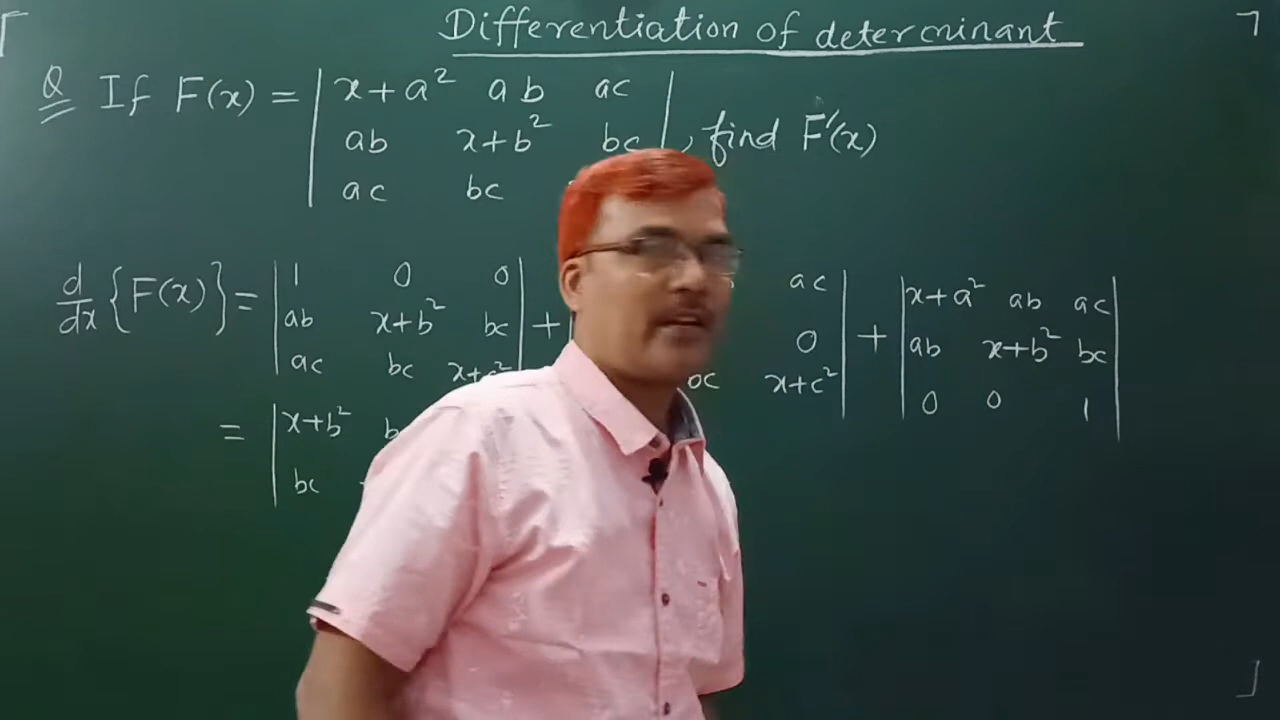 Differentiation of determinant
Q If F(x) = | x+a² ab ac |
ab x+b² bc , find F'(x)
ac bc
d/dx {F(x)} = | 1 0 0 | + ac | + | x+a² ab ac |
ab x+b² bc 0 ab x+b² bc
ac bc x+c² x+c² 0 0 1
= | x+b²
bc